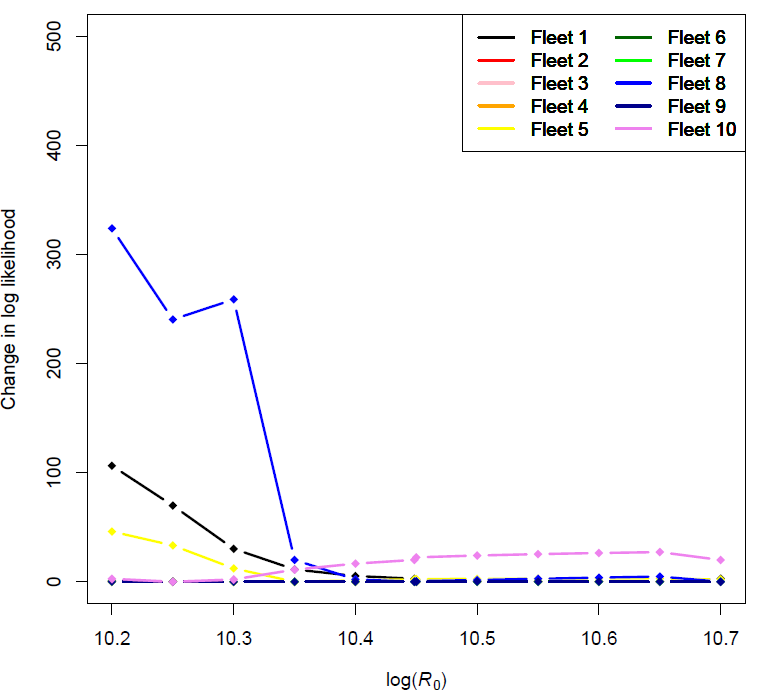 Fleet 1
Fleet 2
Fleet 3
Fleet 4
Fleet 5
Fleet 6
Fleet 7
Fleet 8
Fleet 9
Fleet 10
500
400
300
200
100
0
Change in log likelihood
10.2 10.3 10.4 10.5 10.6 10.7
log(R0)